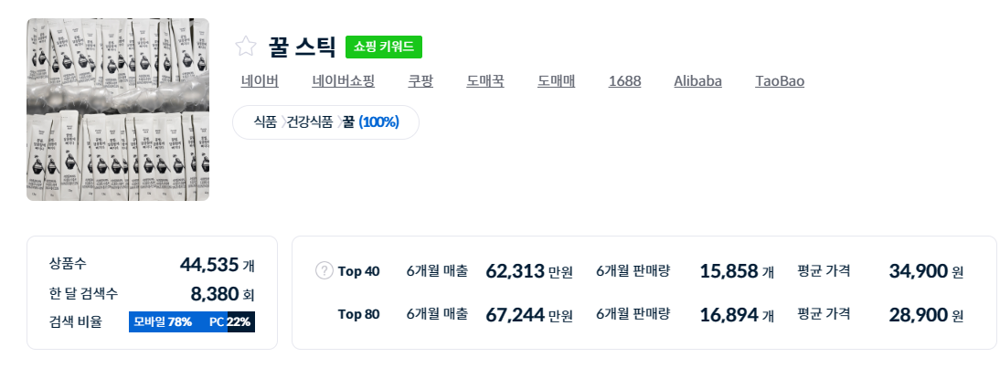 꿀 스틱 쇼핑 키워드
네이버 네이버쇼핑 쿠팡 도매꾹 도매매 1688 Alibaba TaoBao
식품 〉건강식품 〉꿀 (100%)
상품수 44,535 개
한 달 검색수 8,380 회
검색 비율 모바일 78% PC 22%
? Top 40 6개월 매출 62,313 만원 6개월 판매량 15,858 개 평균 가격 34,900 원
Top 80 6개월 매출 67,244 만원 6개월 판매량 16,894 개 평균 가격 28,900 원